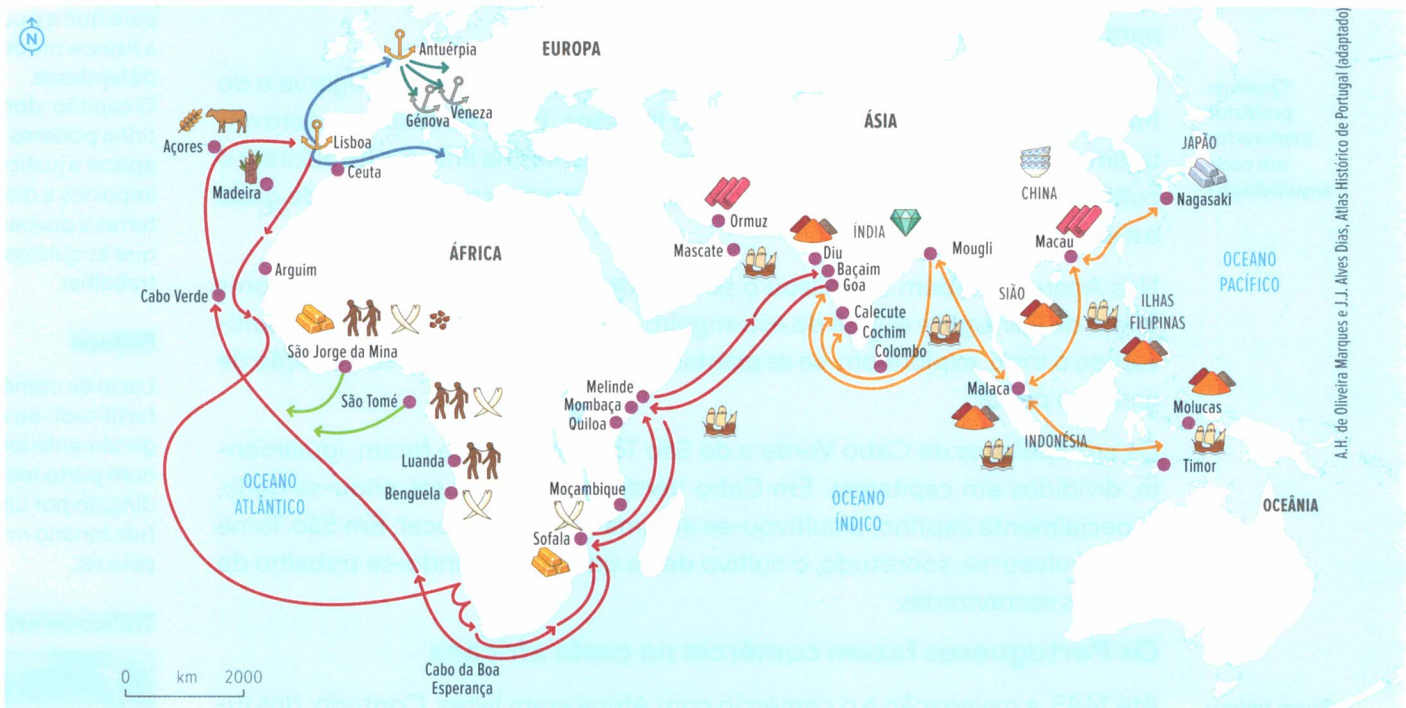 N
EUROPA
Antuérpia
Veneza
Génova
Lisboa
Ceuta
Açores
Madeira
Arguim
Cabo Verde
ÁFRICA
São Jorge da Mina
São Tomé
Luanda
Benguela
OCEANO
ATLÂNTICO
Cabo da Boa
Esperança
0 km 2000
Melinde
Mombaça
Quiloa
Moçambique
Sofala
OCEANO
ÍNDICO
ÁSIA
Ormuz
Mascate
ÍNDIA
Diu
Baçaim
Goa
Calecute
Cochim
Colombo
Mougli
CHINA
JAPÃO
Nagasaki
Macau
SIÃO
ILHAS
FILIPINAS
OCEANO
PACÍFICO
Malaca
INDONÉSIA
Molucas
Timor
OCEÂNIA
A.H. de Oliveira Marques e J.J. Alves Dias, Atlas Histórico de Portugal (adaptado)